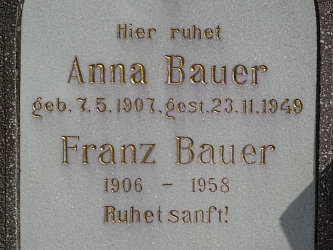 Hier ruhet
Anna Bauer
geb. 7.5.1907. gest. 23.11.1949
Franz Bauer
1906 – 1958
Ruhet sanft!